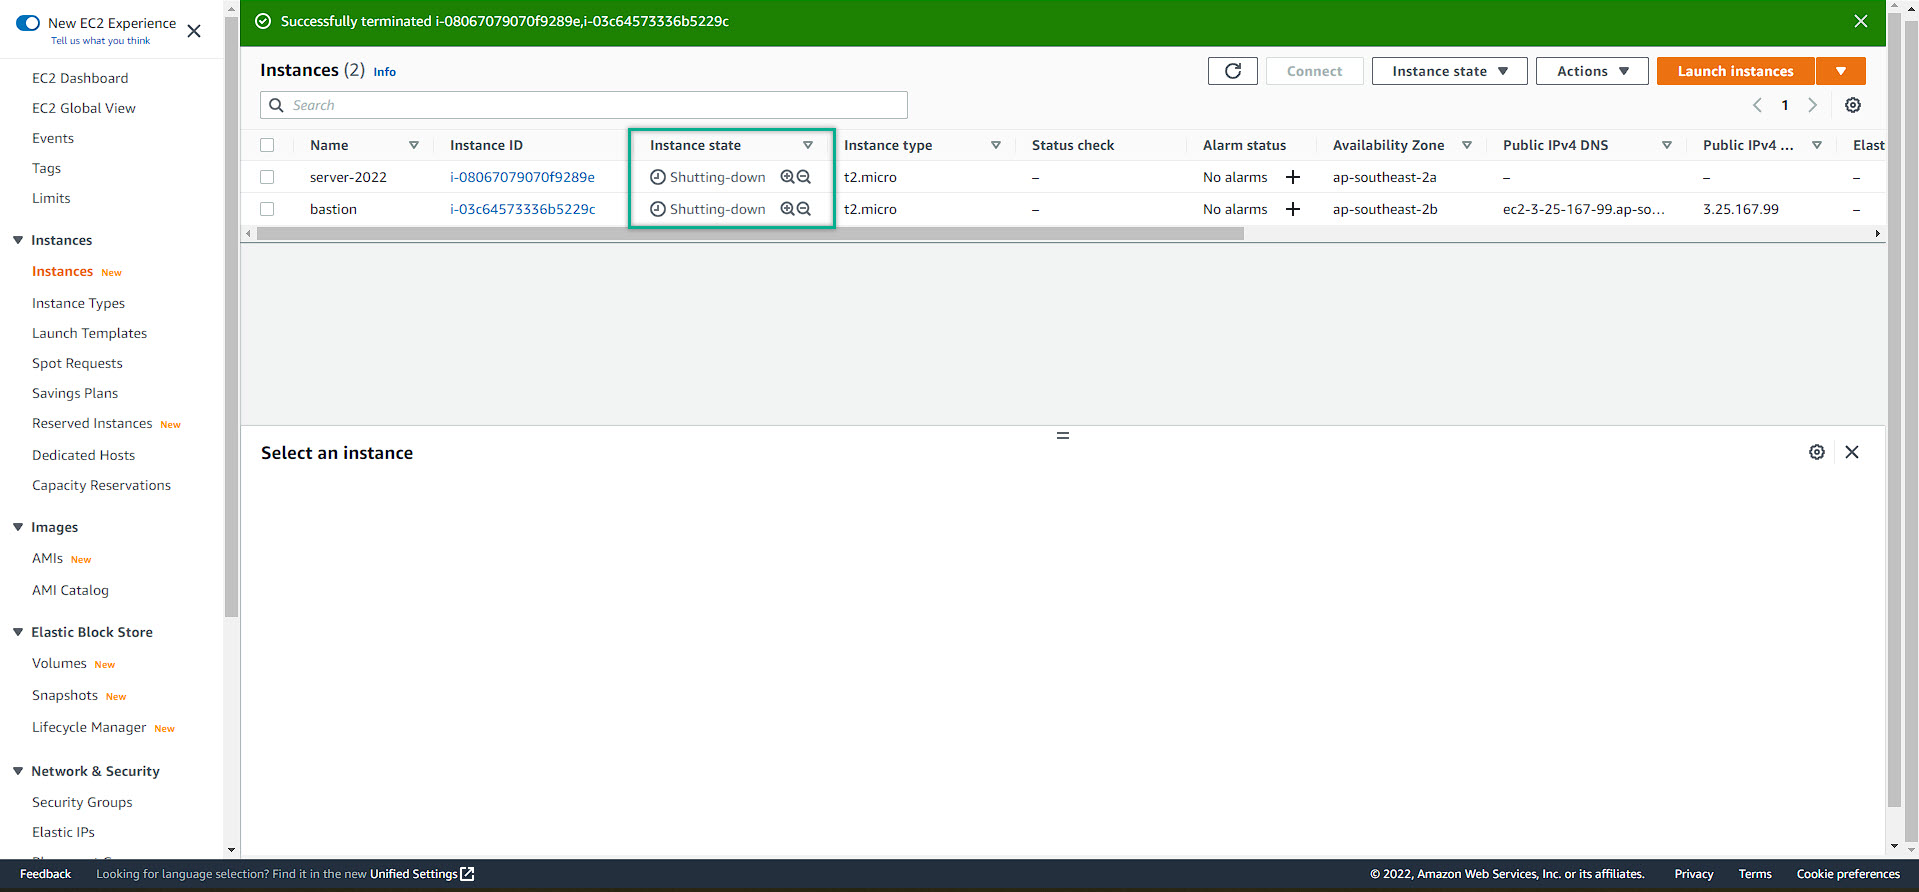 New EC2 Experience
Tell us what you think
EC2 Dashboard
EC2 Global View
Events
Tags
Limits
Instances
Instances New
Instance Types
Launch Templates
Spot Requests
Savings Plans
Reserved Instances New
Dedicated Hosts
Capacity Reservations
Images
AMIs New
AMI Catalog
Elastic Block Store
Volumes New
Snapshots New
Lifecycle Manager New
Network & Security
Security Groups
Elastic IPs
Successfully terminated i-08067079070f9289e,i-03c64573336b5229c
Instances (2) Info
Connect Instance state Actions Launch instances
Search
1
Name Instance ID Instance state Instance type Status check Alarm status Availability Zone Public IPv4 DNS Public IPv4 ... Elast
server-2022 i-08067079070f9289e Shutting-down t2.micro – No alarms + ap-southeast-2a – – –
bastion i-03c64573336b5229c Shutting-down t2.micro – No alarms + ap-southeast-2b ec2-3-25-167-99.ap-so... 3.25.167.99 –
Select an instance
Feedback Looking for language selection? Find it in the new Unified Settings © 2022, Amazon Web Services, Inc. or its affiliates. Privacy Terms Cookie preferences